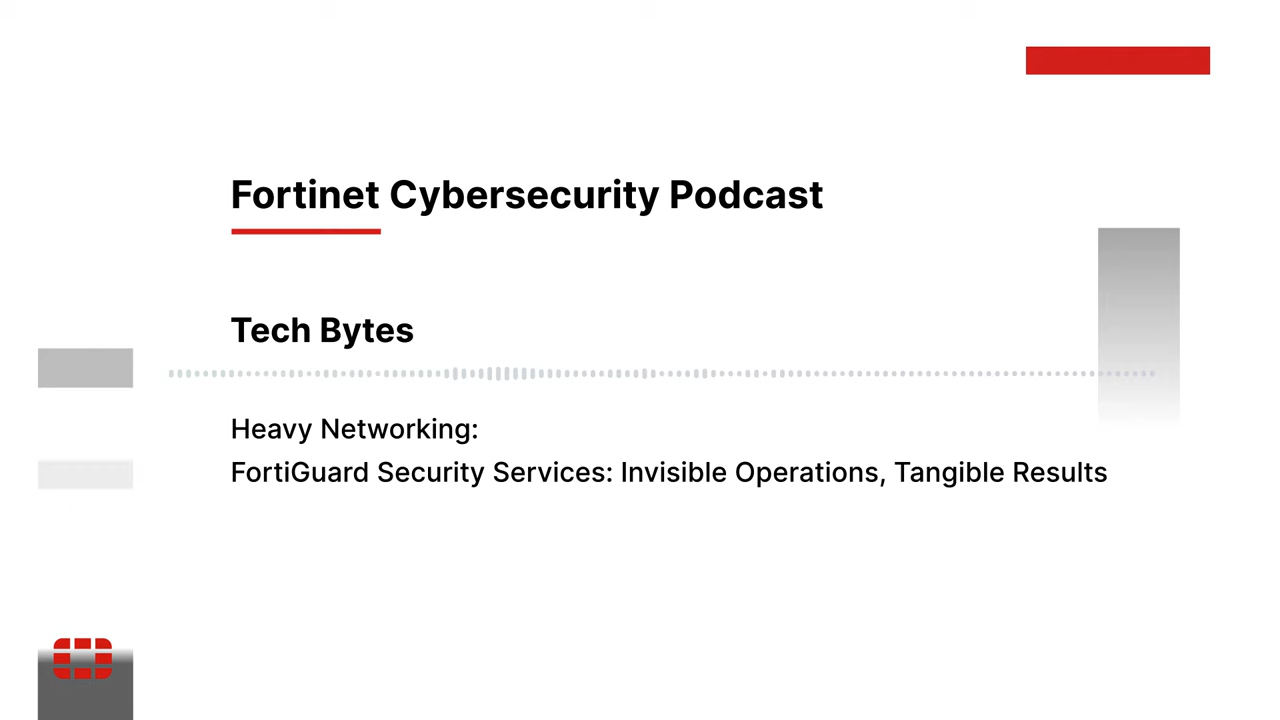 Fortinet Cybersecurity Podcast
Tech Bytes
Heavy Networking:
FortiGuard Security Services: Invisible Operations, Tangible Results